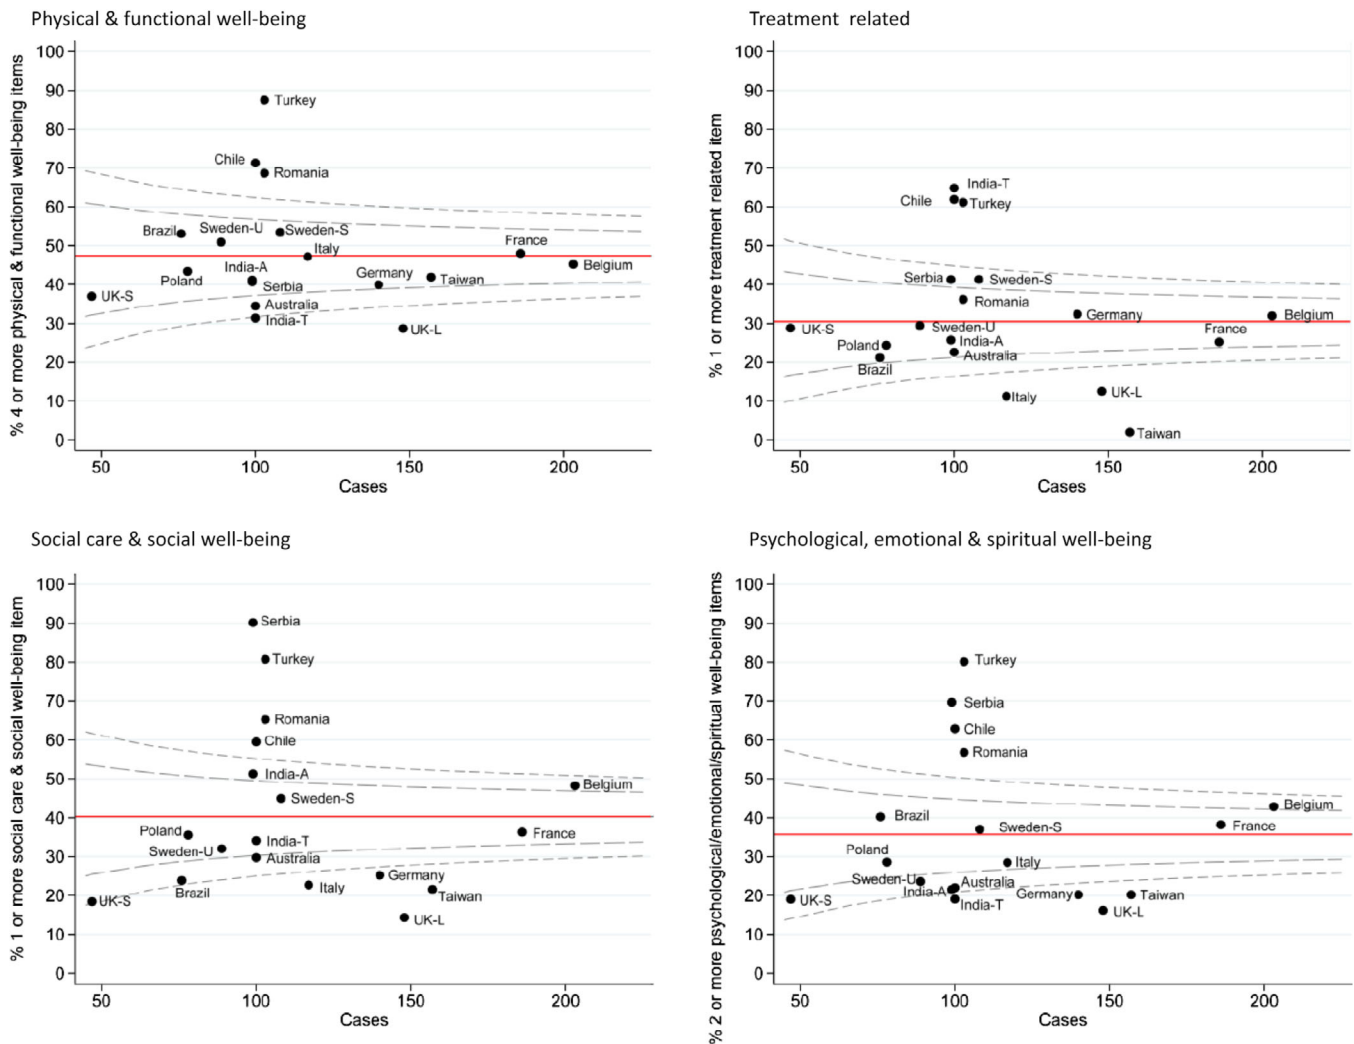 Physical & functional well-being
% 4 or more physical & functional well-being items
100
90
80
70
60
50
40
30
20
10
0
Turkey
Chile
Romania
Brazil
Sweden-U
Sweden-S
Italy
France
Belgium
Poland
India-A
Serbia
Germany
Taiwan
UK-S
Australia
India-T
UK-L
50
100
150
200
Cases
Treatment related
% 1 or more treatment related item
100
90
80
70
60
50
40
30
20
10
0
India-T
Chile
Turkey
Serbia
Sweden-S
Romania
Germany
Belgium
UK-S
Sweden-U
France
Poland
India-A
Australia
Brazil
Italy
UK-L
Taiwan
50
100
150
200
Cases
Social care & social well-being
% 1 or more social care & social well-being item
100
90
80
70
60
50
40
30
20
10
0
Serbia
Turkey
Romania
Chile
India-A
Belgium
Sweden-S
Poland
France
India-T
Sweden-U
Australia
Brazil
Germany
Italy
Taiwan
UK-S
UK-L
50
100
150
200
Cases
Psychological, emotional & spiritual well-being
% 2 or more psychological/emotional/spiritual well-being items
100
90
80
70
60
50
40
30
20
10
0
Turkey
Serbia
Chile
Romania
Brazil
Sweden-S
Belgium
France
Poland
Italy
Sweden-U
Australia
India-A
Germany
Taiwan
UK-S
India-T
UK-L
50
100
150
200
Cases